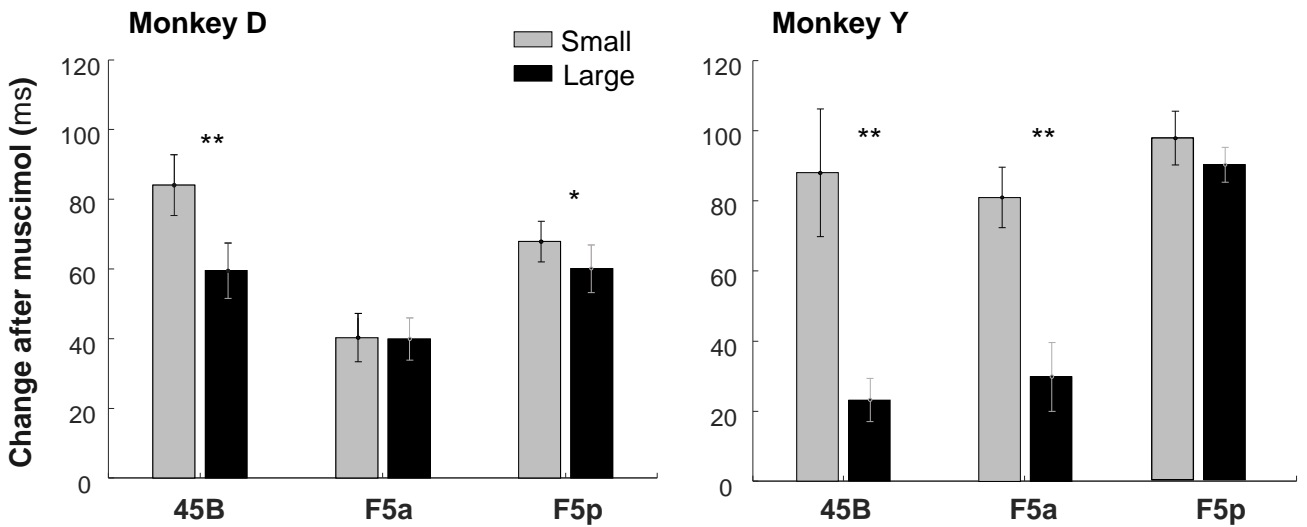 Monkey D
Small
Large
Change after muscimol (ms)
120
100
80
60
40
20
0
**
*
45B
F5a
F5p
Monkey Y
120
100
80
60
40
20
0
**
**
45B
F5a
F5p